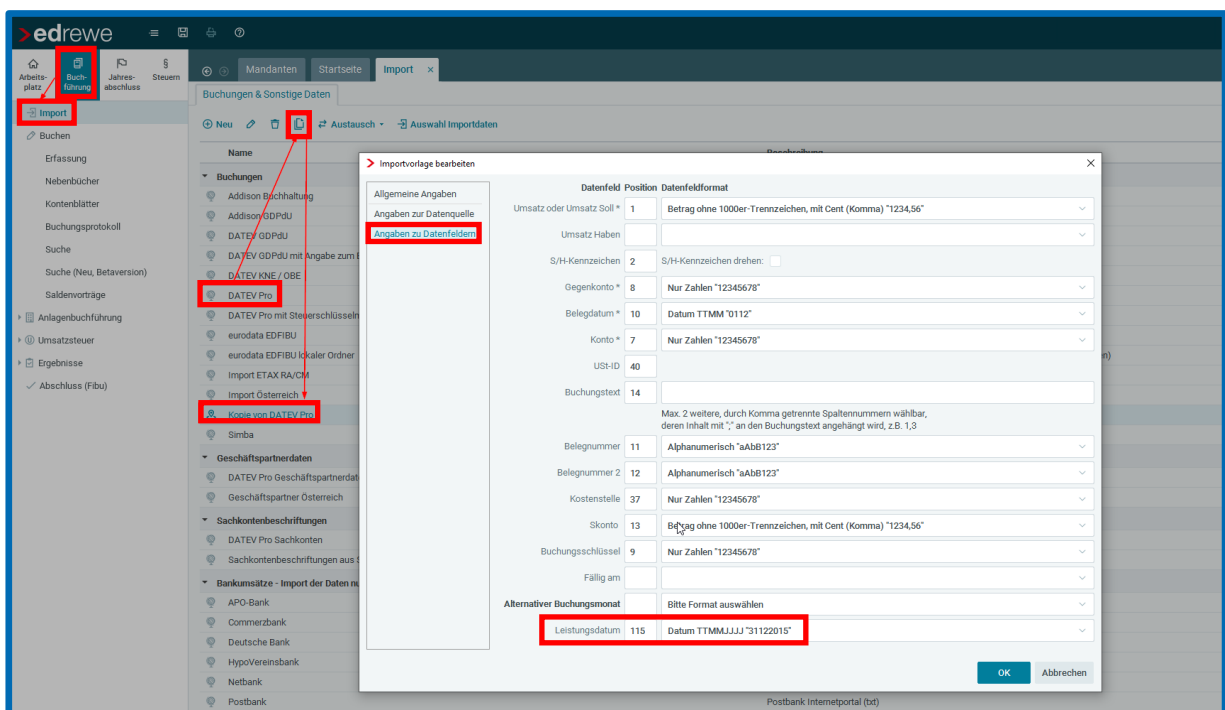 edrewe
Arbeits-
platz
Buch-
führung
Jahres-
abschluss
§
Steuern
Mandanten
Startseite
Import ×
Buchungen & Sonstige Daten
Import
Buchen
Erfassung
Nebenbücher
Kontenblätter
Buchungsprotokoll
Suche
Suche (Neu, Betaversion)
Saldenvorträge
Anlagenbuchführung
Umsatzsteuer
Ergebnisse
Abschluss (Fibu)
Neu
Austausch
Auswahl Importdaten
Name
Beschreibung
Buchungen
Addison Buchhaltung
Addison GDPdU
DATEV GDPdU
DATEV GDPdU mit Angabe zum
DATEV KNE / OBE
DATEV Pro
DATEV Pro mit Steuerschlüsseln
eurodata EDFIBU
eurodata EDFIBU lokaler Ordner
Import ETAX RA/CM
Import Österreich
Kopie von DATEV Pro
Simba
Geschäftspartnerdaten
DATEV Pro Geschäftspartnerdat
Geschäftspartner Österreich
Sachkontenbeschriftungen
DATEV Pro Sachkonten
Sachkontenbeschriftungen aus
Bankumsätze - Import der Daten nu
APO-Bank
Commerzbank
Deutsche Bank
HypoVereinsbank
Netbank
Postbank
Postbank Internetportal (txt)
Importvorlage bearbeiten
Allgemeine Angaben
Angaben zur Datenquelle
Angaben zu Datenfeldern
Datenfeld Position Datenfeldformat
Umsatz oder Umsatz Soll * 1 Betrag ohne 1000er-Trennzeichen, mit Cent (Komma) "1234,56"
Umsatz Haben
S/H-Kennzeichen 2 S/H-Kennzeichen drehen:
Gegenkonto * 8 Nur Zahlen "12345678"
Belegdatum * 10 Datum TTMM "0112"
Konto * 7 Nur Zahlen "12345678"
USt-ID 40
Buchungstext 14
Max. 2 weitere, durch Komma getrennte Spaltennummern wählbar,
deren Inhalt mit ";" an den Buchungstext angehängt wird, z.B. 1,3
Belegnummer 11 Alphanumerisch "aAbB123"
Belegnummer 2 12 Alphanumerisch "aAbB123"
Kostenstelle 37 Nur Zahlen "12345678"
Skonto 13 Betrag ohne 1000er-Trennzeichen, mit Cent (Komma) "1234,56"
Buchungsschlüssel 9 Nur Zahlen "12345678"
Fällig am
Alternativer Buchungsmonat Bitte Format auswählen
Leistungsdatum 115 Datum TTMMJJJJ "31122015"
OK Abbrechen